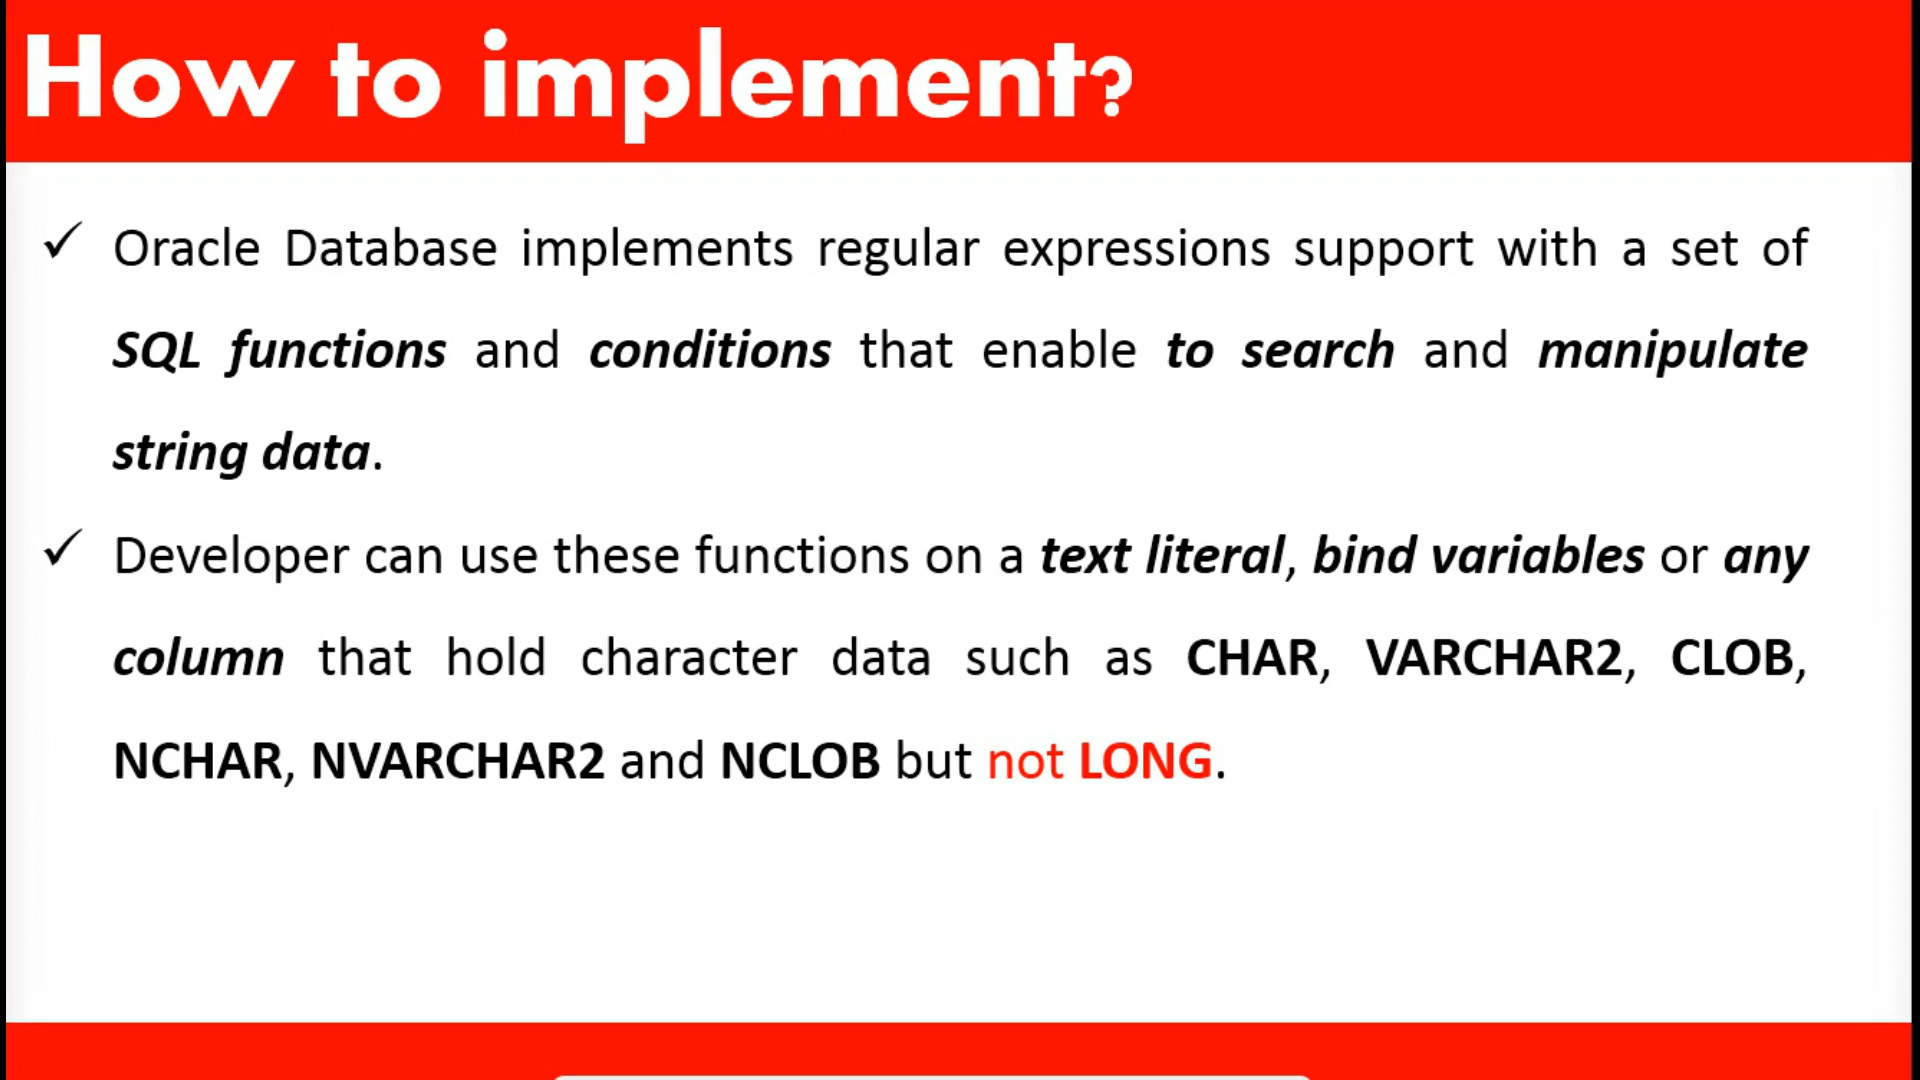 How to implement?
✓ Oracle Database implements regular expressions support with a set of
SQL functions and conditions that enable to search and manipulate
string data.
✓ Developer can use these functions on a text literal, bind variables or any
column that hold character data such as CHAR, VARCHAR2, CLOB,
NCHAR, NVARCHAR2 and NCLOB but not LONG.